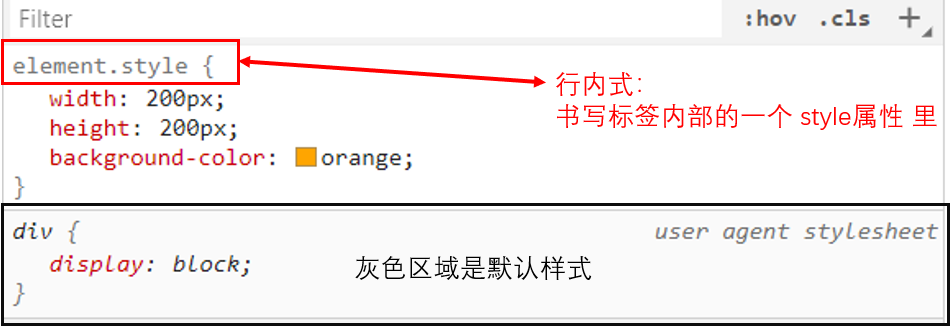 Filter :hov .cls +
element.style {
width: 200px;
height: 200px;
background-color: orange;
}
行内式:
书写标签内部的一个 style属性 里
div { user agent stylesheet
display: block;
}
灰色区域是默认样式